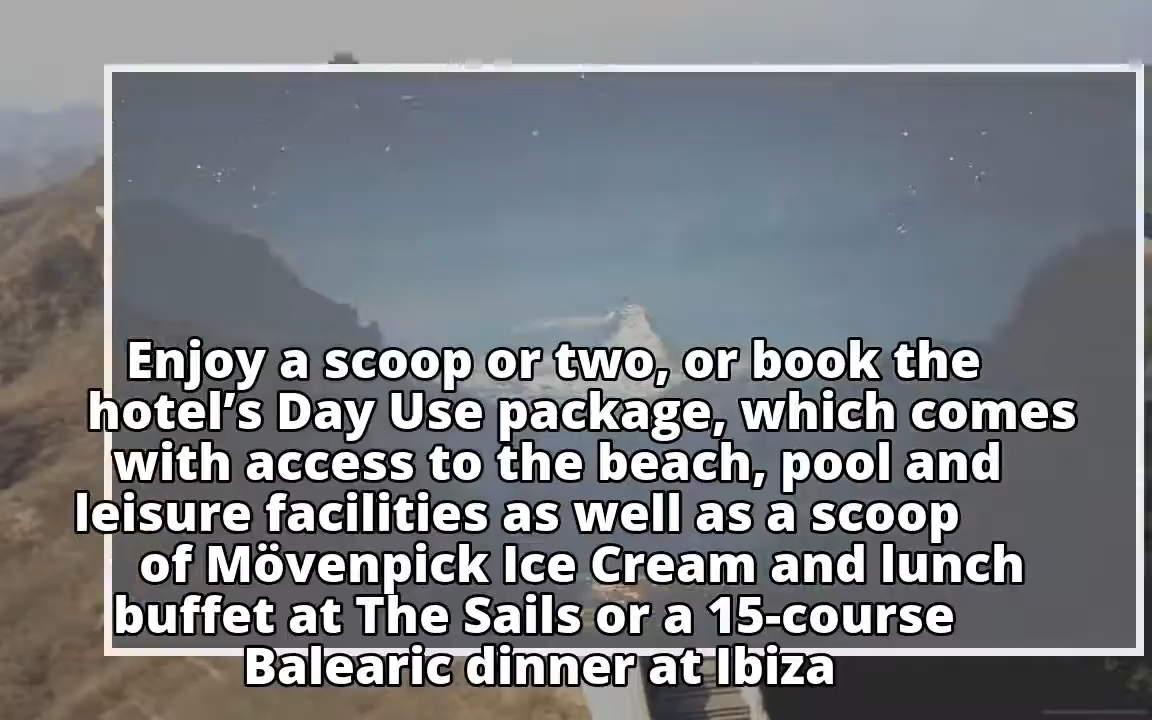 Enjoy a scoop or two, or book the
hotel’s Day Use package, which comes
with access to the beach, pool and
leisure facilities as well as a scoop
of Mövenpick Ice Cream and lunch
buffet at The Sails or a 15-course
Balearic dinner at Ibiza